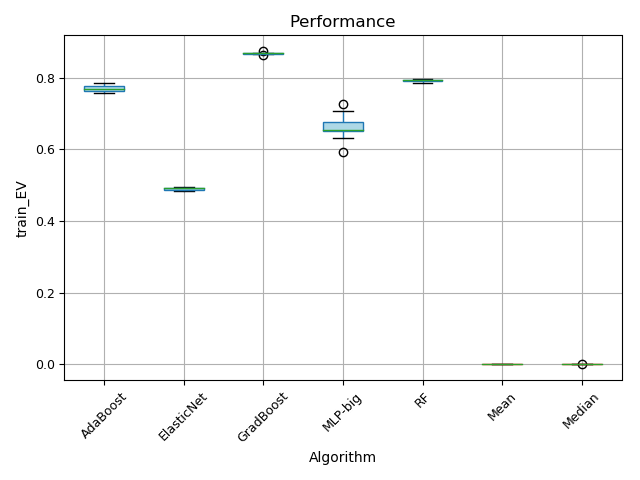 Performance
train_EV
0.8
0.6
0.4
0.2
0.0
AdaBoost
ElasticNet
GradBoost
MLP-big
RF
Mean
Median
Algorithm